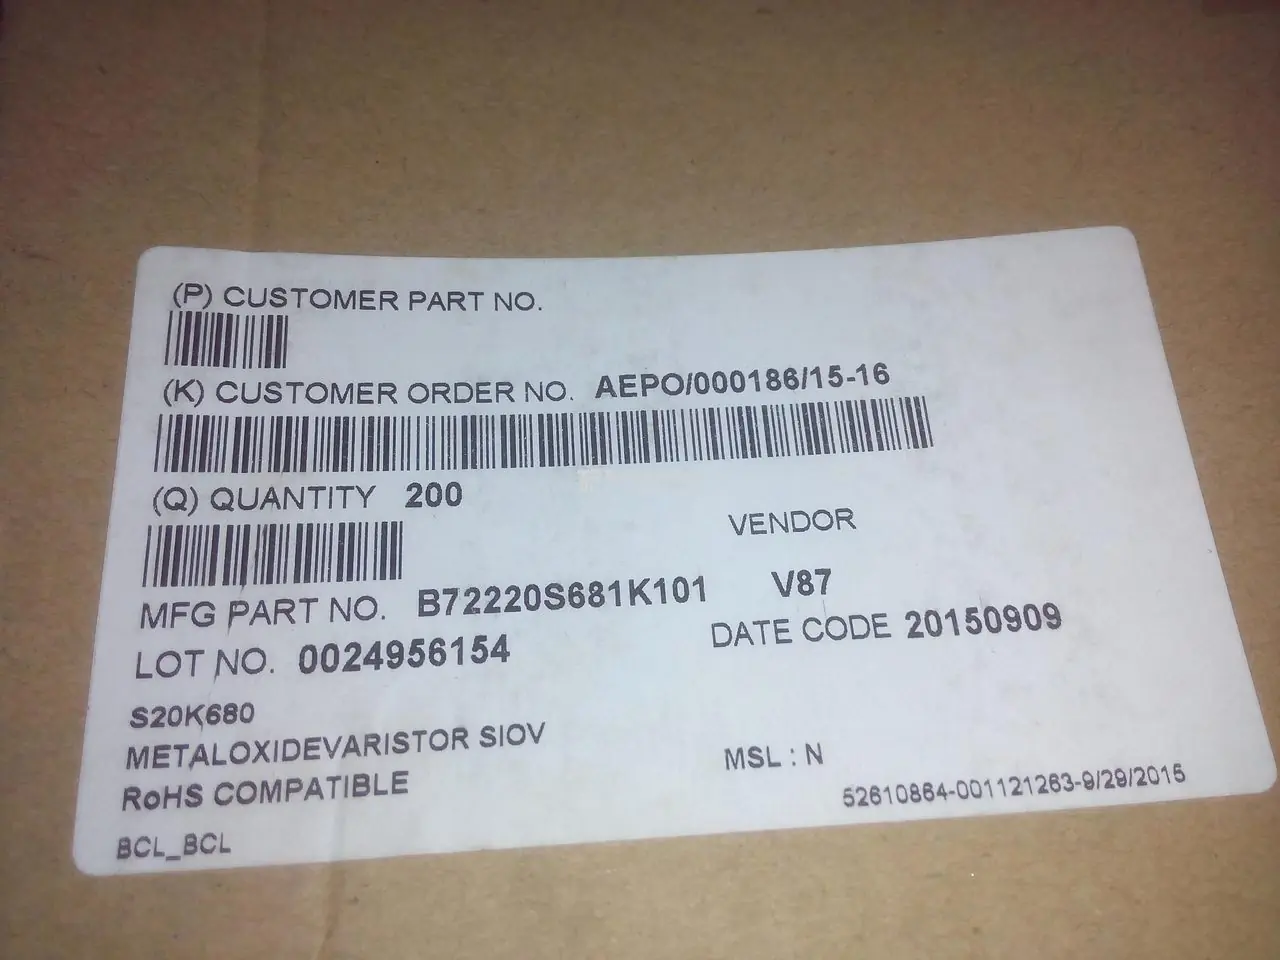 (P) CUSTOMER PART NO.
(K) CUSTOMER ORDER NO. AEPO/000186/15-16
(Q) QUANTITY 200
VENDOR
MFG PART NO. B72220S681K101 V87
LOT NO. 0024956154 DATE CODE 20150909
S20K680
METALOXIDEVARISTOR SIOV
RoHS COMPATIBLE
MSL : N
52610864-001121263-9/29/2015
BCL_BCL